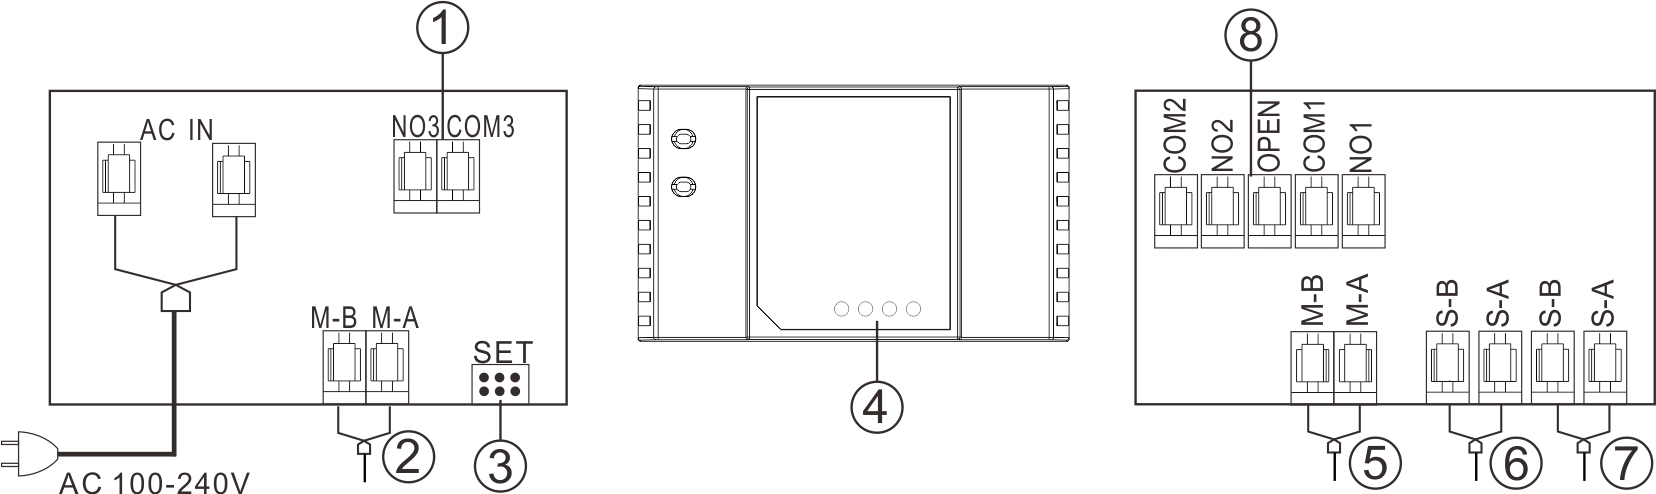 1
AC IN
NO3 COM3
M-B M-A
SET
2
3
AC 100-240V
4
8
COM2
NO2
OPEN
COM1
NO1
M-B
M-A
S-B
S-A
S-B
S-A
5
6
7